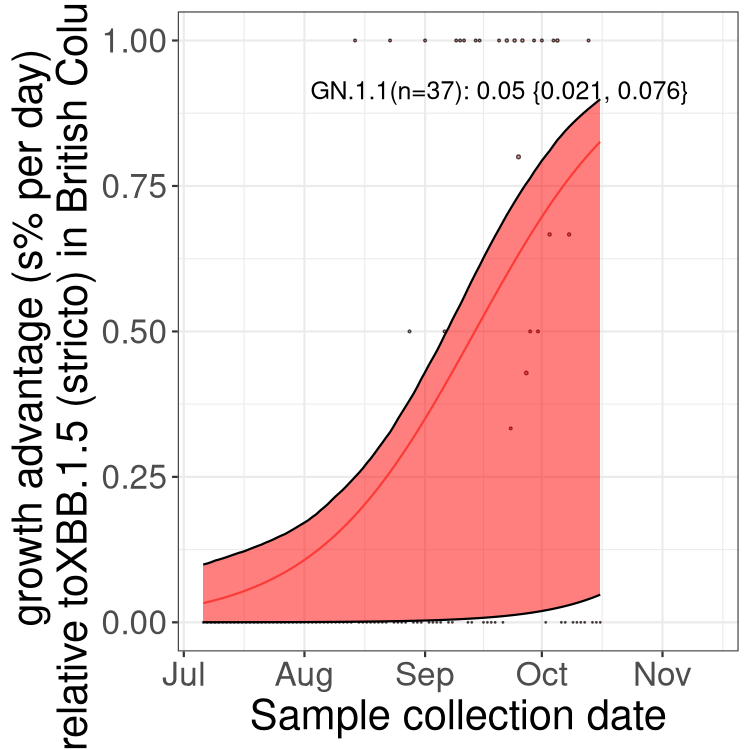 growth advantage (s% per day)
relative toXBB.1.5 (stricto) in British Colu
1.00
0.75
0.50
0.25
0.00
GN.1.1(n=37): 0.05 {0.021, 0.076}
Jul Aug Sep Oct Nov
Sample collection date